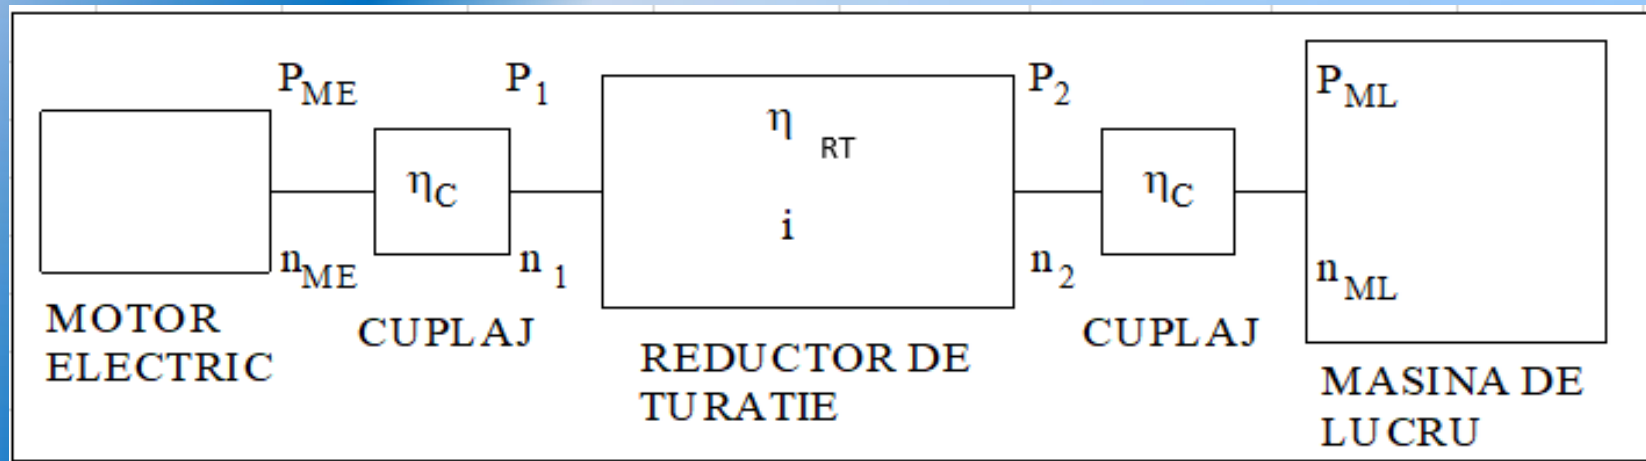 P_ME P_1 P_2 P_ML
η_RT
η_C η_C
i
n_ME n_1 n_2 n_ML
MOTOR ELECTRIC
CUPLAJ
REDUCTOR DE TURATIE
CUPLAJ
MASINA DE LUCRU